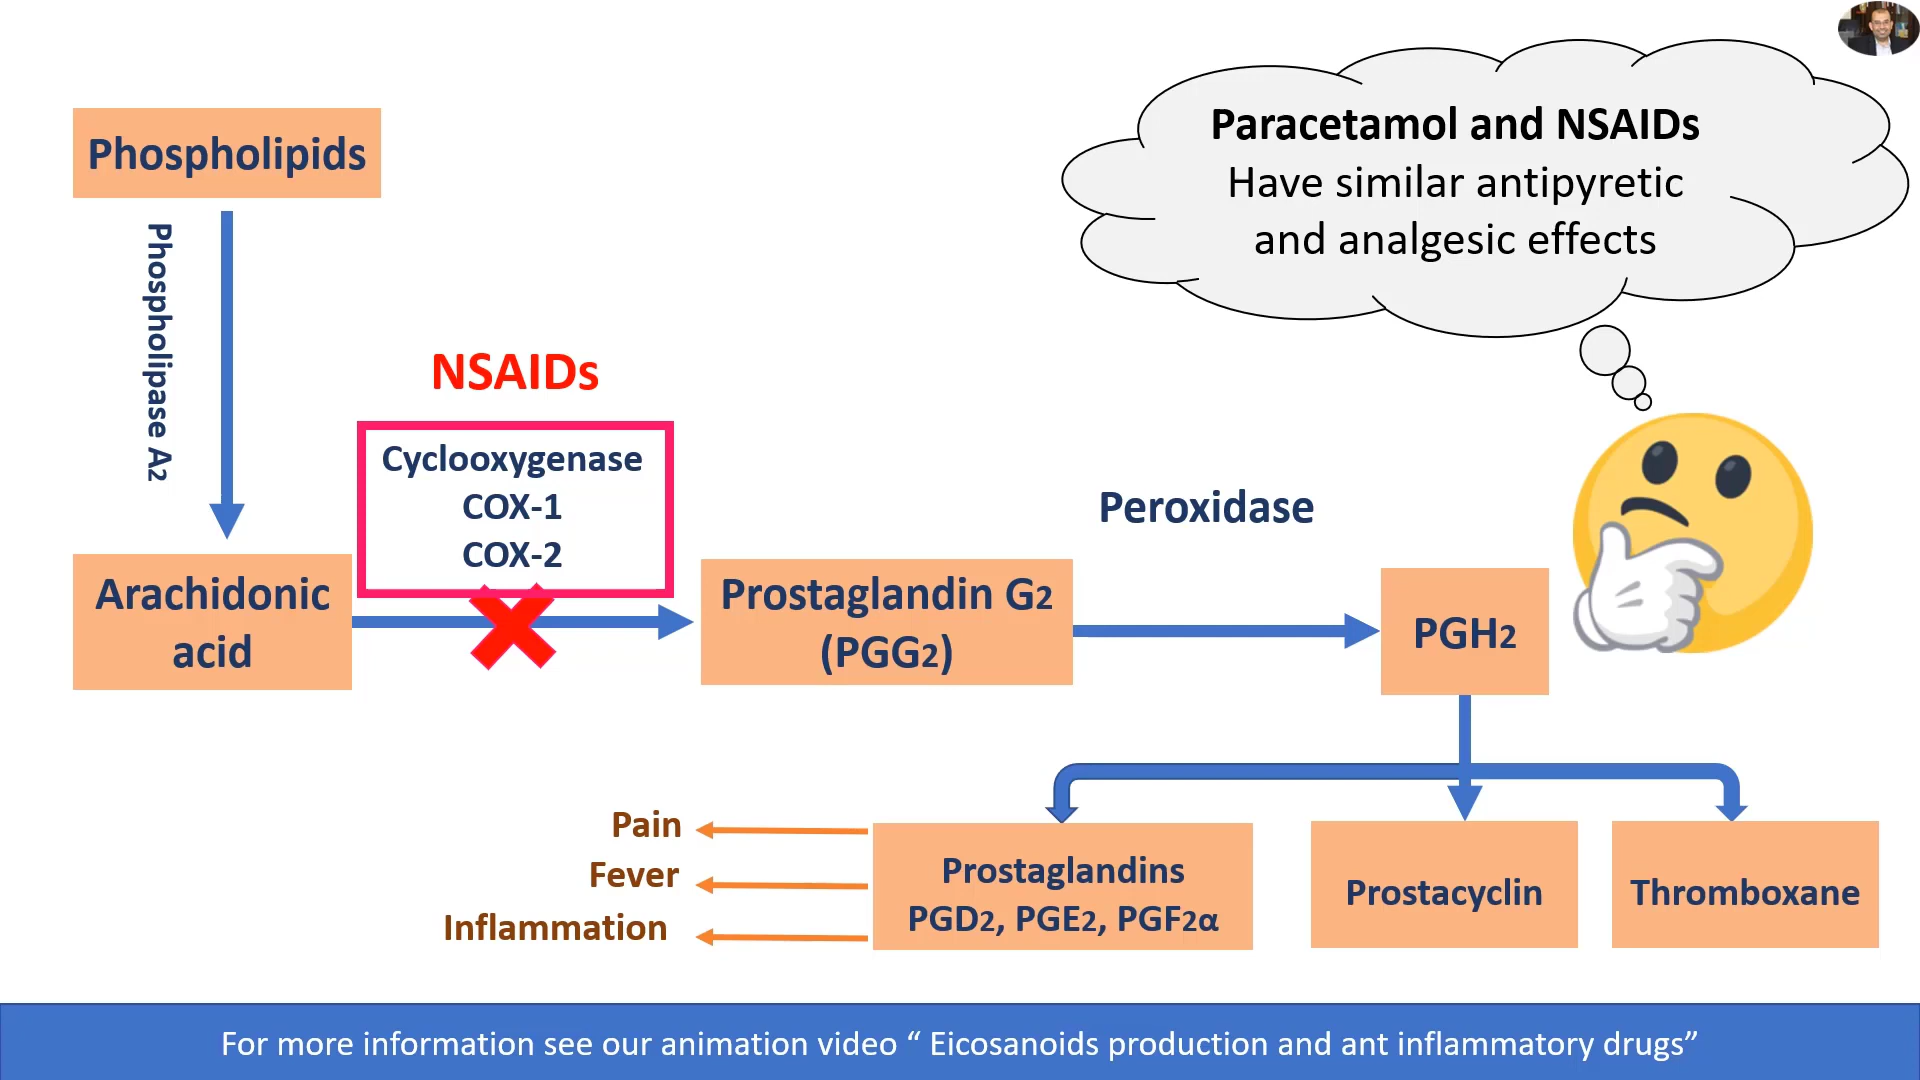 Paracetamol and NSAIDs
Have similar antipyretic
and analgesic effects
Phospholipids
Phospholipase A2
NSAIDs
Cyclooxygenase
COX-1
COX-2
Peroxidase
Arachidonic
acid
Prostaglandin G2
(PGG2)
PGH2
Pain
Fever
Inflammation
Prostaglandins
PGD2, PGE2, PGF2α
Prostacyclin
Thromboxane
For more information see our animation video “ Eicosanoids production and ant inflammatory drugs”